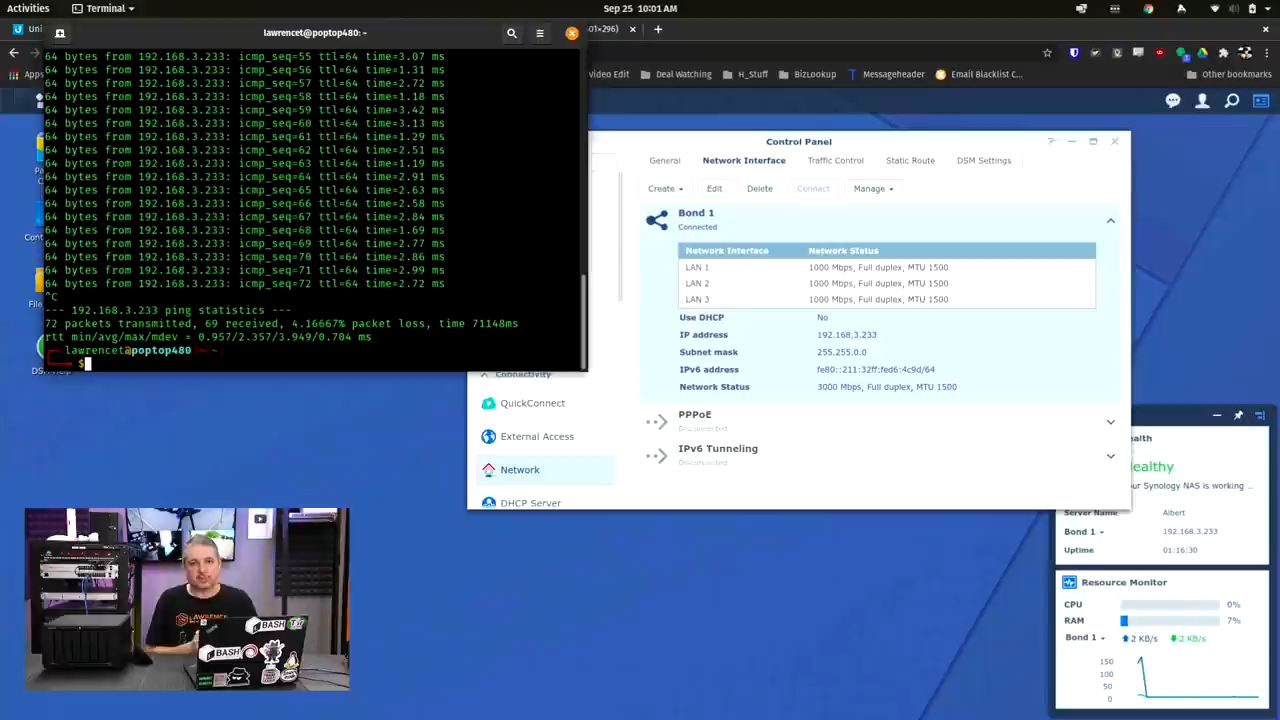 Activities
Terminal
Sep 25 10:01 AM
lawrencet@poptop480: ~
64 bytes from 192.168.3.233: icmp_seq=55 ttl=64 time=3.07 ms
64 bytes from 192.168.3.233: icmp_seq=56 ttl=64 time=1.31 ms
64 bytes from 192.168.3.233: icmp_seq=57 ttl=64 time=2.72 ms
64 bytes from 192.168.3.233: icmp_seq=58 ttl=64 time=1.18 ms
64 bytes from 192.168.3.233: icmp_seq=59 ttl=64 time=3.42 ms
64 bytes from 192.168.3.233: icmp_seq=60 ttl=64 time=3.13 ms
64 bytes from 192.168.3.233: icmp_seq=61 ttl=64 time=1.29 ms
64 bytes from 192.168.3.233: icmp_seq=62 ttl=64 time=2.51 ms
64 bytes from 192.168.3.233: icmp_seq=63 ttl=64 time=1.19 ms
64 bytes from 192.168.3.233: icmp_seq=64 ttl=64 time=2.91 ms
64 bytes from 192.168.3.233: icmp_seq=65 ttl=64 time=2.63 ms
64 bytes from 192.168.3.233: icmp_seq=66 ttl=64 time=2.58 ms
64 bytes from 192.168.3.233: icmp_seq=67 ttl=64 time=2.84 ms
64 bytes from 192.168.3.233: icmp_seq=68 ttl=64 time=1.69 ms
64 bytes from 192.168.3.233: icmp_seq=69 ttl=64 time=2.77 ms
64 bytes from 192.168.3.233: icmp_seq=70 ttl=64 time=2.86 ms
64 bytes from 192.168.3.233: icmp_seq=71 ttl=64 time=2.99 ms
64 bytes from 192.168.3.233: icmp_seq=72 ttl=64 time=2.72 ms
^C
--- 192.168.3.233 ping statistics ---
72 packets transmitted, 69 received, 4.16667% packet loss, time 71148ms
rtt min/avg/max/mdev = 0.957/2.357/3.949/0.704 ms
lawrencet@poptop480 ~
$
Video Edit Deal Watching H_Stuff BizLookup Messageheader Email Blacklist C... Other bookmarks
Control Panel
General Network Interface Traffic Control Static Route DSM Settings
Create Edit Delete Connect Manage
Bond 1
Connected
Network Interface Network Status
LAN 1 1000 Mbps, Full duplex, MTU 1500
LAN 2 1000 Mbps, Full duplex, MTU 1500
LAN 3 1000 Mbps, Full duplex, MTU 1500
Use DHCP No
IP address 192.168.3.233
Subnet mask 255.255.0.0
IPv6 address fe80::211:32ff:fed6:4c9d/64
Network Status 3000 Mbps, Full duplex, MTU 1500
PPPoE
Disconnected
IPv6 Tunneling
Disconnected
Connectivity
QuickConnect
External Access
Network
DHCP Server
ealth
ealthy
our Synology NAS is working ...
Server Name Albert
Bond 1 192.168.3.233
Uptime 01:16:30
Resource Monitor
CPU 0%
RAM 7%
Bond 1 2 KB/s 2 KB/s
150
100
50
0
LAWRENCE
BASH
BASH